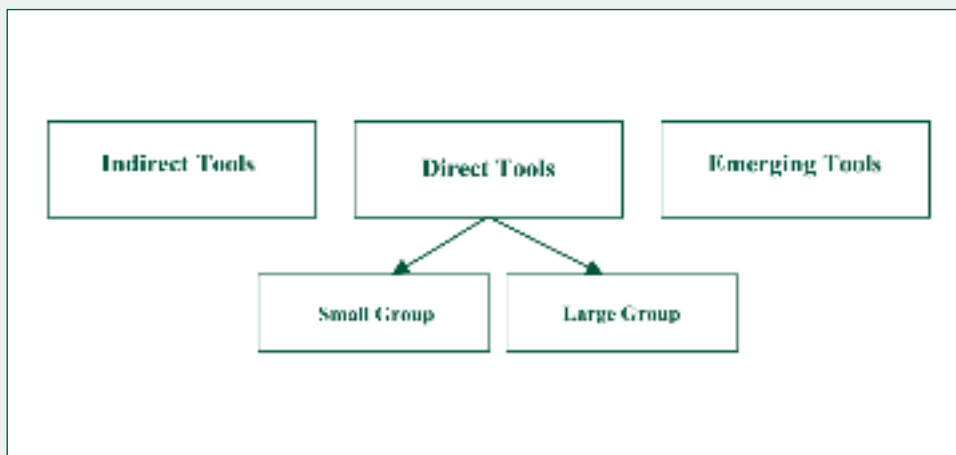 Indirect Tools
Direct Tools
Emerging Tools
Small Group
Large Group